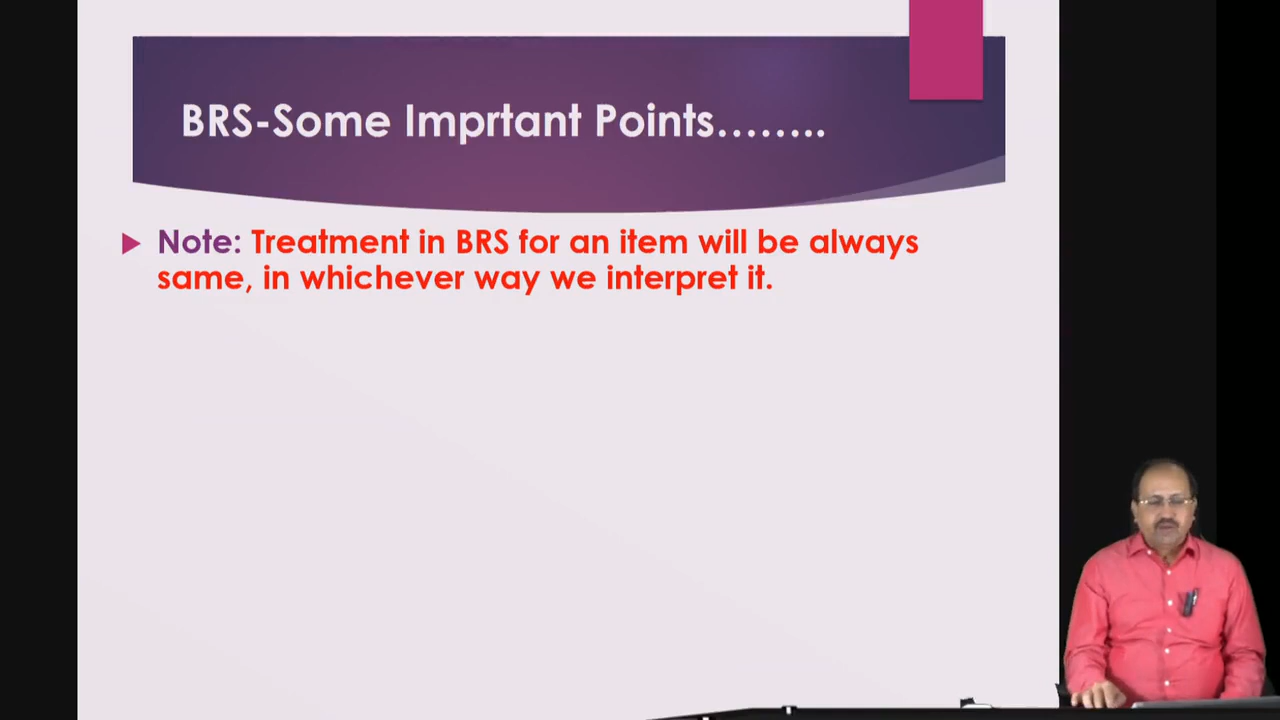 BRS-Some Imprtant Points........
Note: Treatment in BRS for an item will be always
same, in whichever way we interpret it.